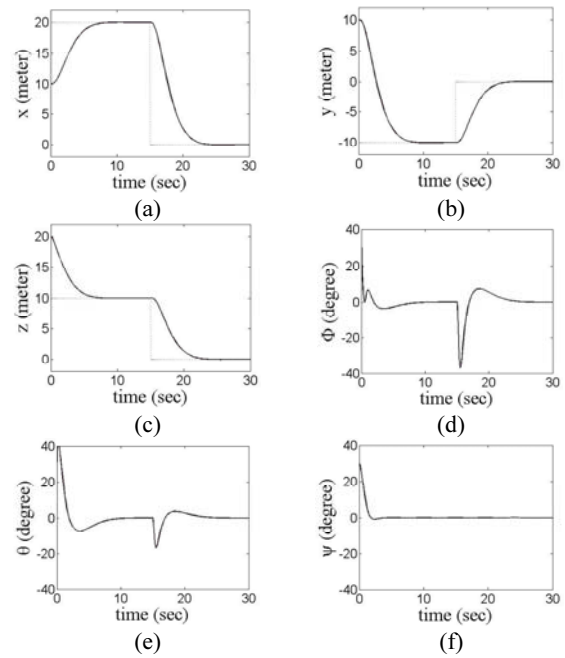 20
15
10
5
0
x (meter)
0 10 20 30
time (sec)
(a)
10
5
0
-5
-10
y (meter)
0 10 20 30
time (sec)
(b)
20
15
10
5
0
z (meter)
0 10 20 30
time (sec)
(c)
40
20
0
-20
-40
Φ (degree)
0 10 20 30
time (sec)
(d)
40
20
0
-20
-40
θ (degree)
0 10 20 30
time (sec)
(e)
40
20
0
-20
-40
ψ (degree)
0 10 20 30
time (sec)
(f)